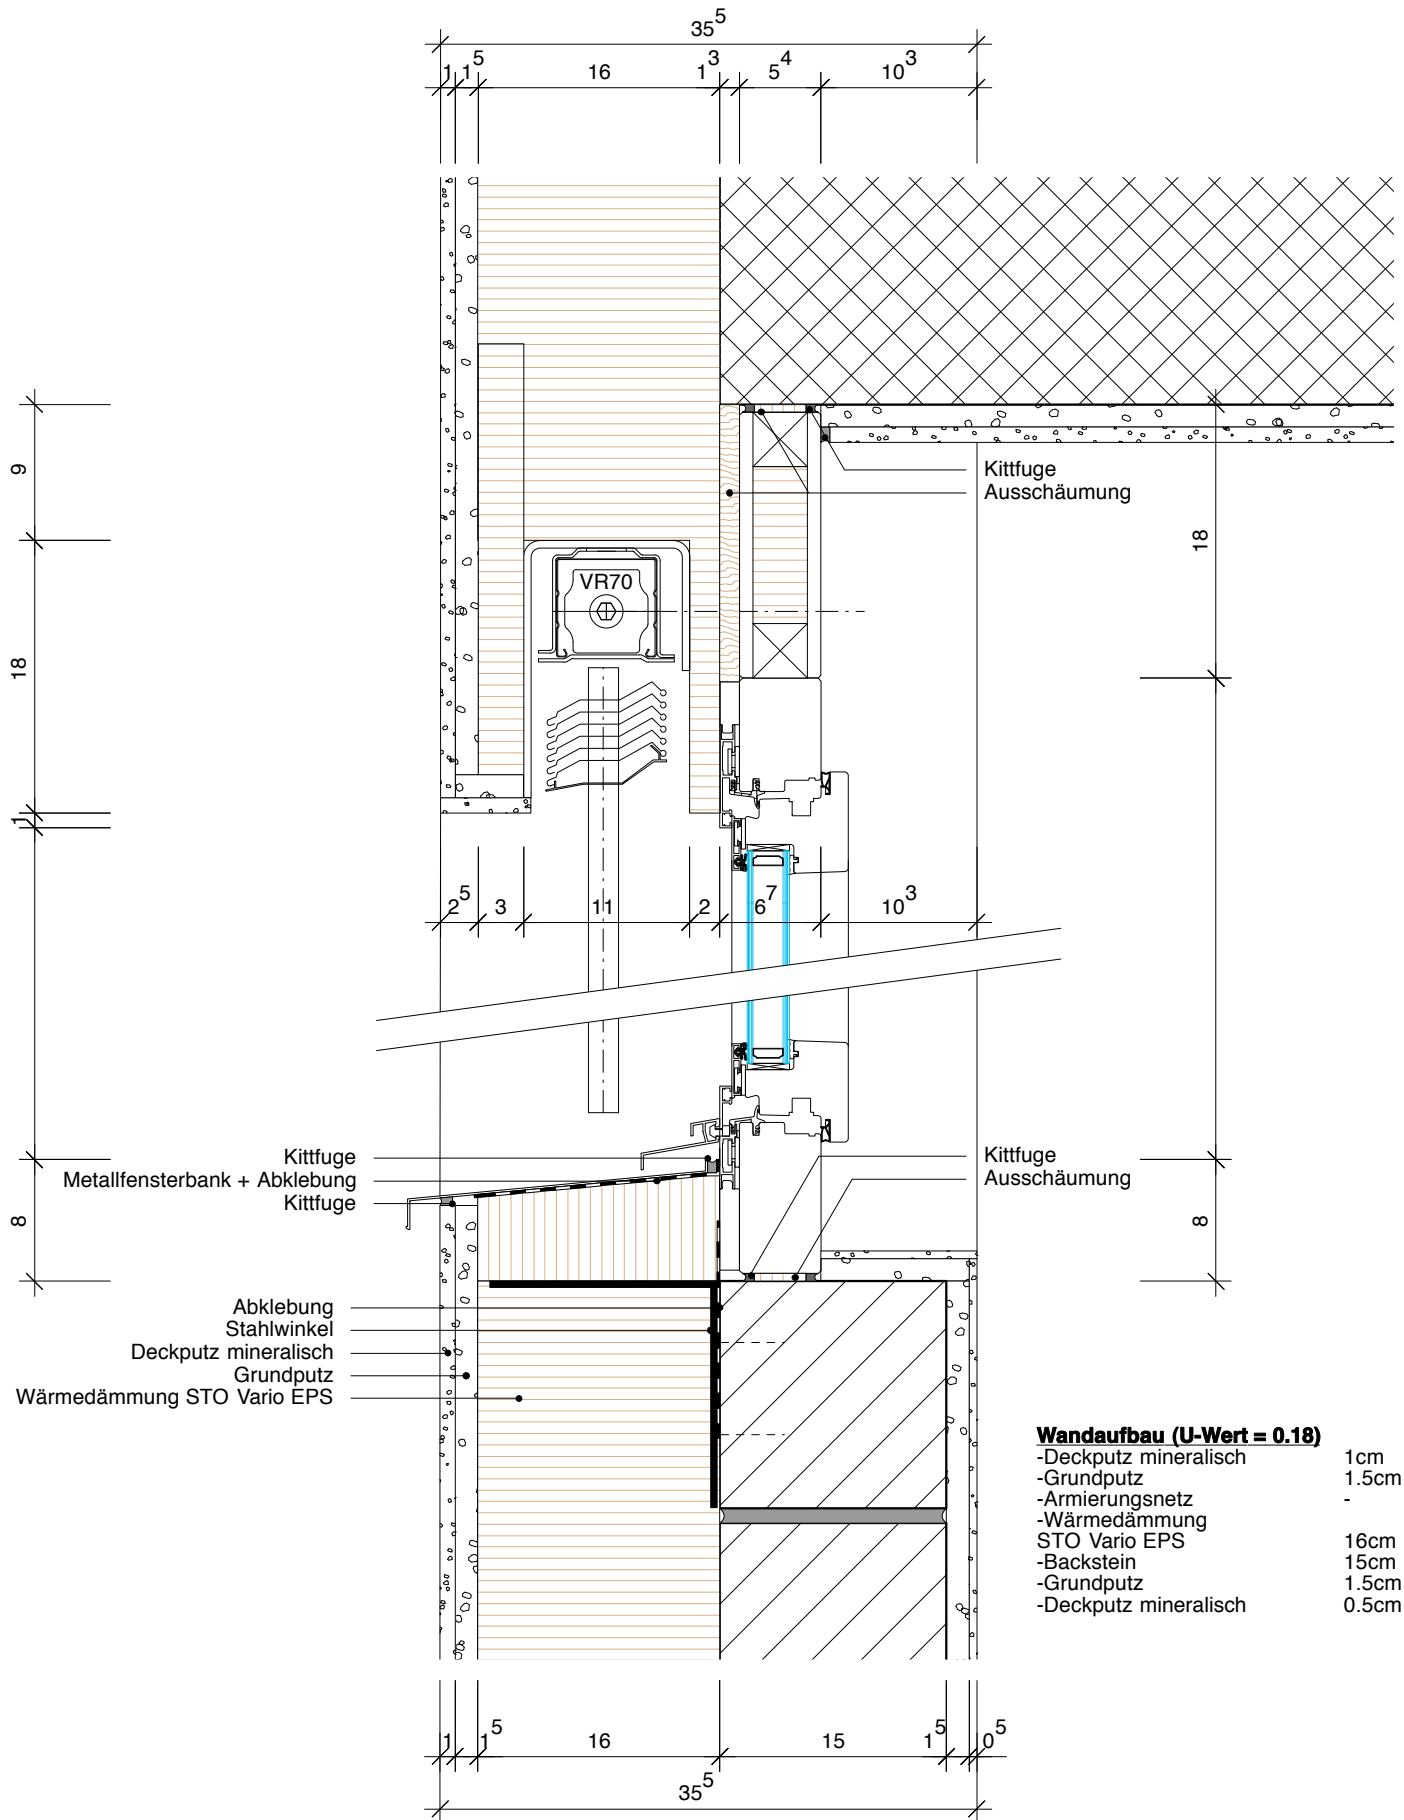 35⁵
1 1⁵ 16 1³ 5⁴ 10³
Kittfuge
Ausschäumung
9
18
VR70
18
1
2⁵ 3 11 2 6⁷ 10³
Kittfuge
Metallfensterbank + Abklebung
Kittfuge
Kittfuge
Ausschäumung
8
8
Abklebung
Stahlwinkel
Deckputz mineralisch
Grundputz
Wärmedämmung STO Vario EPS
Wandaufbau (U-Wert = 0.18)
-Deckputz mineralisch 1cm
-Grundputz 1.5cm
-Armierungsnetz -
-Wärmedämmung
STO Vario EPS 16cm
-Backstein 15cm
-Grundputz 1.5cm
-Deckputz mineralisch 0.5cm
1 1⁵ 16 15 1⁵ 0⁵
35⁵